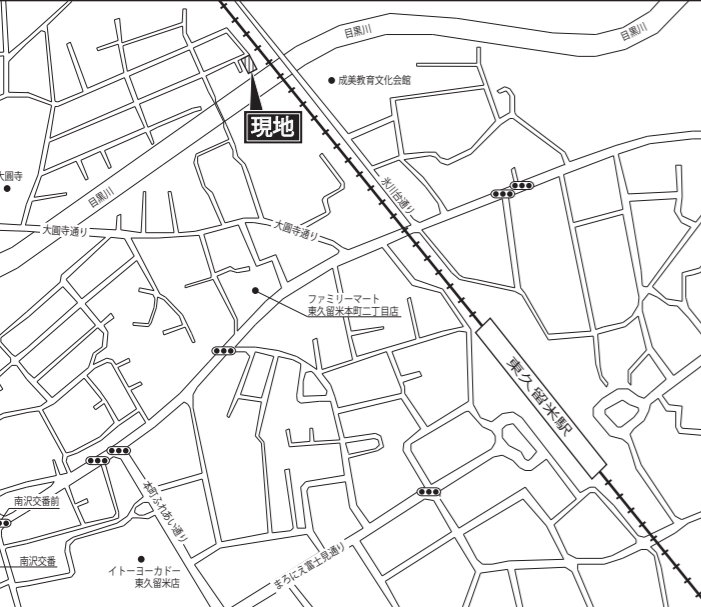 目黒川
目黒川
成美教育文化会館
現地
大圓寺
氷川台通り
目黒川
大圓寺通り
大圓寺通り
ファミリーマート
東久留米本町二丁目店
東久留米駅
本町ふれあい通り
南沢交番前
南沢交番
イトーヨーカドー
東久留米店
まろにえ富士見通り